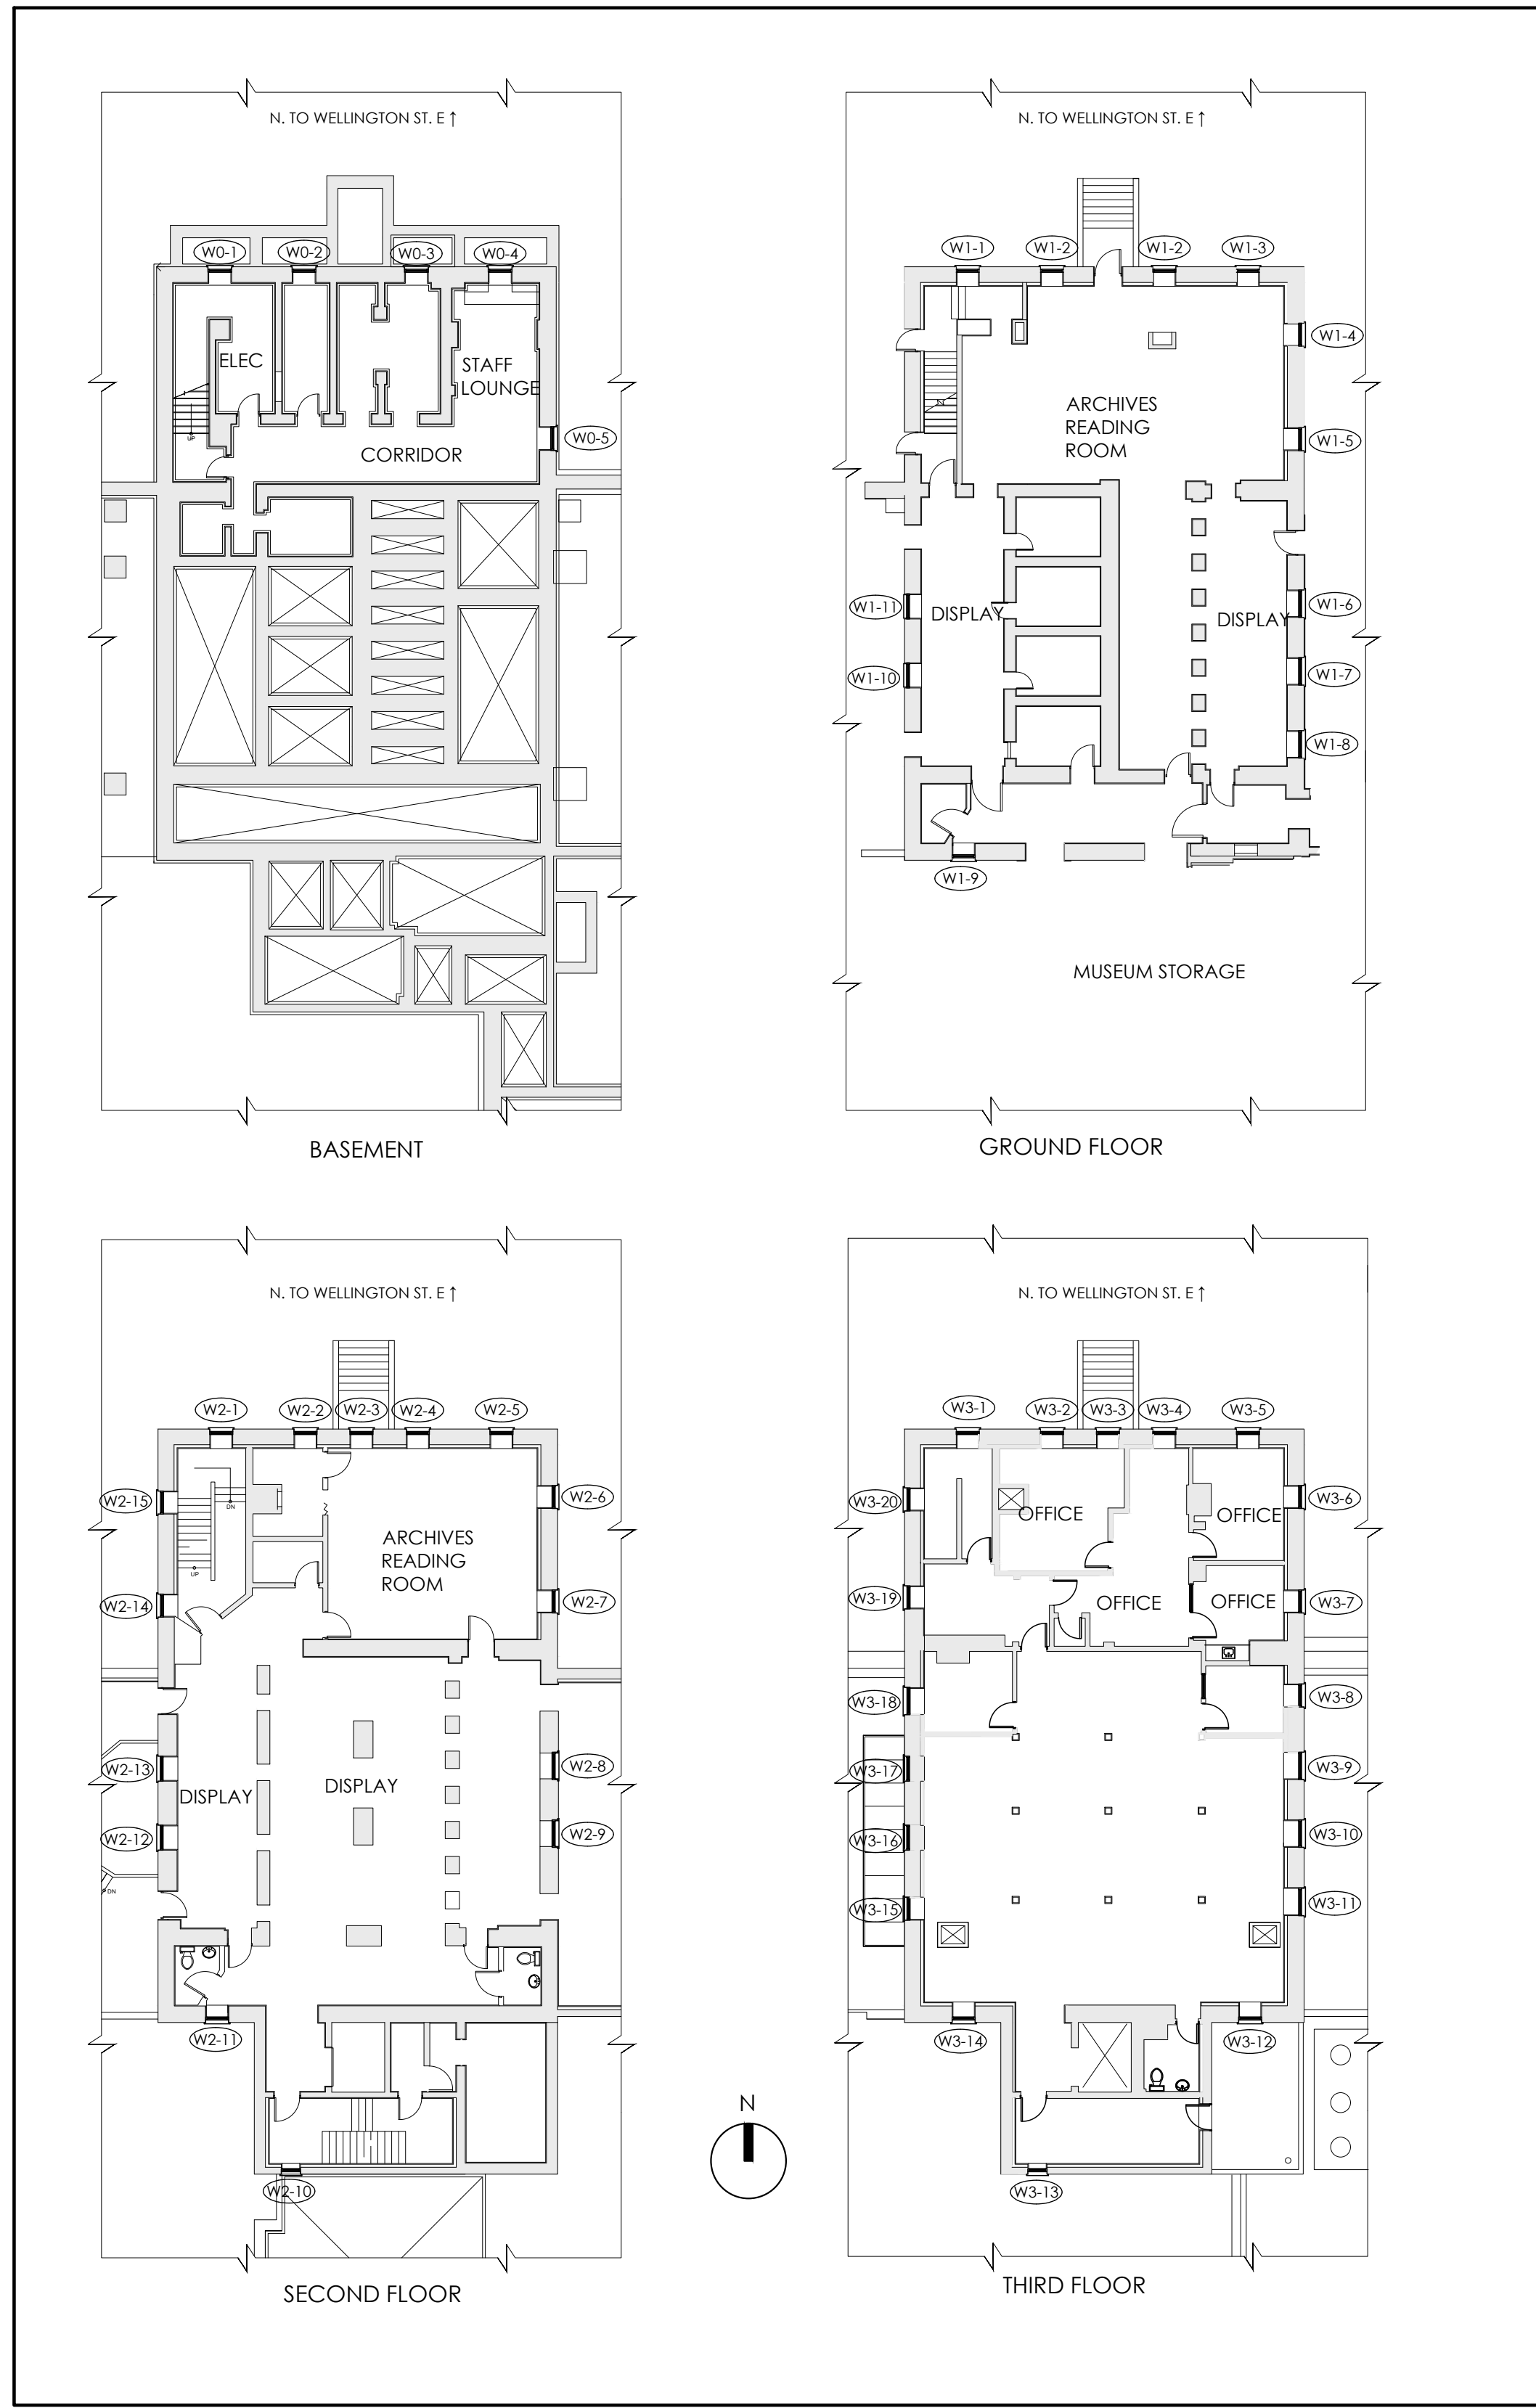 N. TO WELLINGTON ST. E ↑
W0-1
W0-2
W0-3
W0-4
ELEC
STAFF
LOUNGE
UP
W0-5
CORRIDOR
BASEMENT
N. TO WELLINGTON ST. E ↑
W1-1
W1-2
W1-2
W1-3
W1-4
ARCHIVES
READING
ROOM
W1-5
W1-11
DISPLAY
DISPLAY
W1-6
W1-10
W1-7
W1-8
W1-9
MUSEUM STORAGE
GROUND FLOOR
N. TO WELLINGTON ST. E ↑
W2-1
W2-2
W2-3
W2-4
W2-5
W2-15
DN
W2-6
ARCHIVES
READING
ROOM
UP
W2-14
W2-7
W2-13
W2-8
DISPLAY
DISPLAY
W2-12
W2-9
DN
W2-11
W2-10
SECOND FLOOR
N
N. TO WELLINGTON ST. E ↑
W3-1
W3-2
W3-3
W3-4
W3-5
W3-20
W3-6
OFFICE
OFFICE
W3-19
OFFICE
OFFICE
W3-7
W3-18
W3-8
W3-17
W3-9
W3-16
W3-10
W3-15
W3-11
W3-14
W3-12
W3-13
THIRD FLOOR